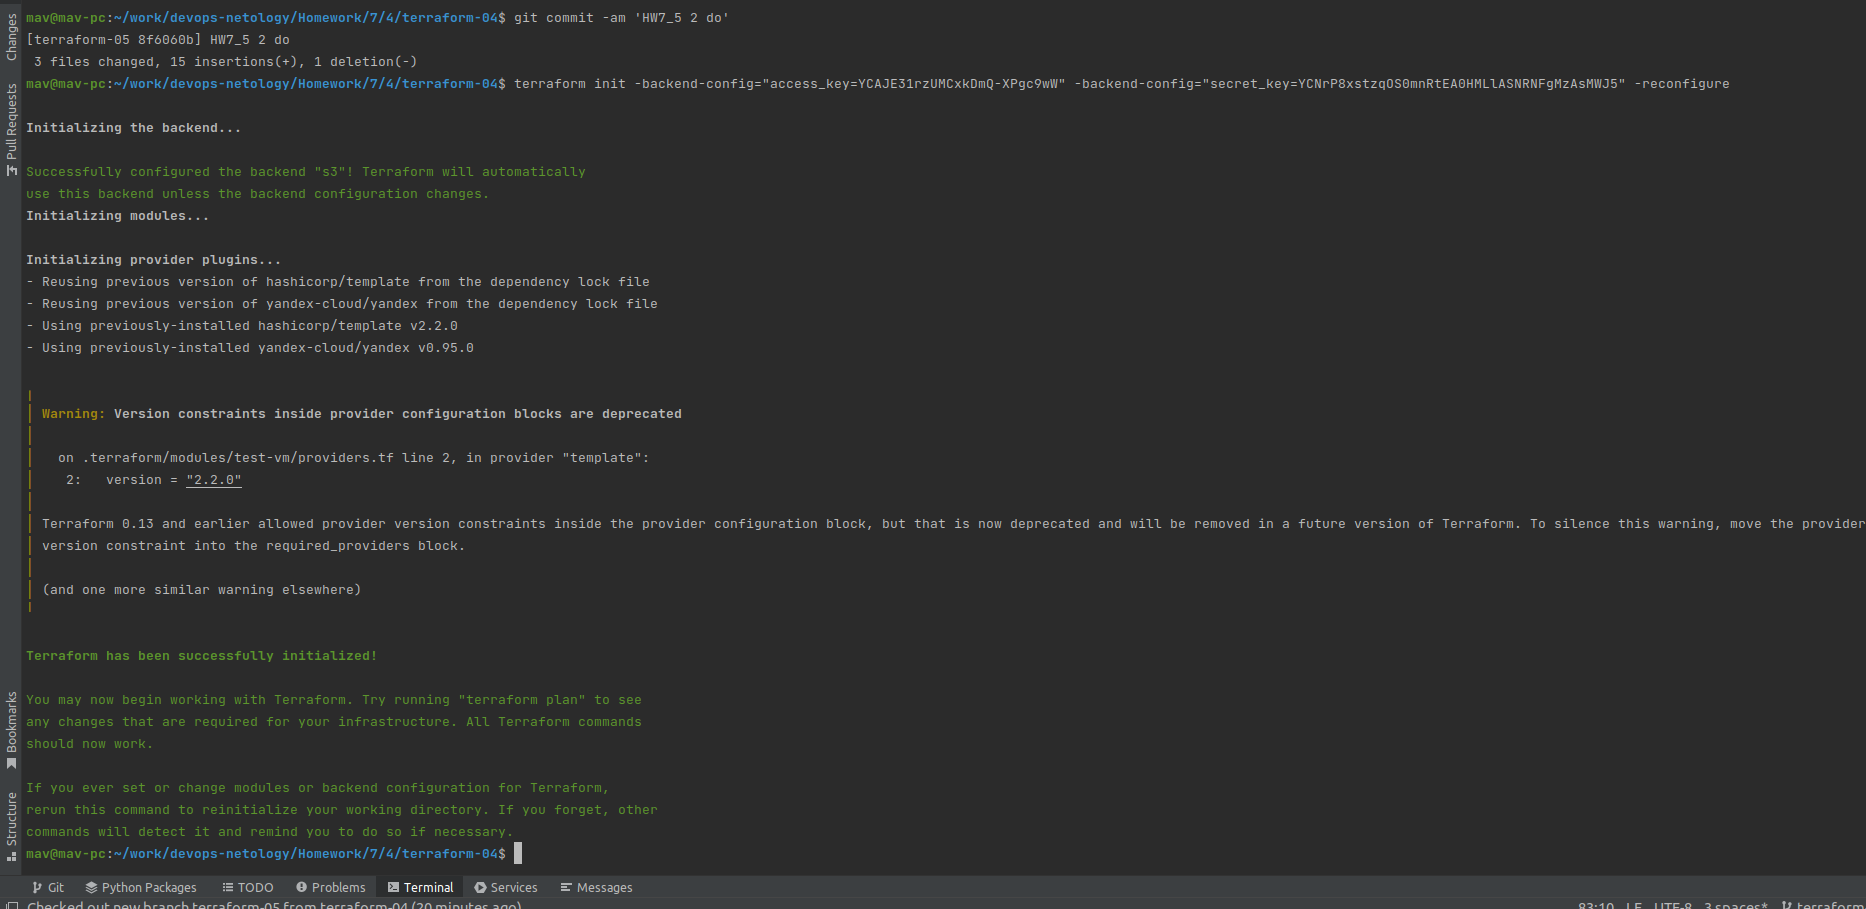 Changes
Pull Requests
Bookmarks
Structure
mav@mav-pc:~/work/devops-netology/Homework/7/4/terraform-04$ git commit -am 'HW7_5 2 do'
[terraform-05 8f6060b] HW7_5 2 do
3 files changed, 15 insertions(+), 1 deletion(-)
mav@mav-pc:~/work/devops-netology/Homework/7/4/terraform-04$ terraform init -backend-config="access_key=YCAJE31rzUMCxkDmQ-XPgc9wW" -backend-config="secret_key=YCNrP8xstzqOS0mnRtEA0HMLlASNRNFgMzAsMWJ5" -reconfigure
Initializing the backend...
Successfully configured the backend "s3"! Terraform will automatically
use this backend unless the backend configuration changes.
Initializing modules...
Initializing provider plugins...
- Reusing previous version of hashicorp/template from the dependency lock file
- Reusing previous version of yandex-cloud/yandex from the dependency lock file
- Using previously-installed hashicorp/template v2.2.0
- Using previously-installed yandex-cloud/yandex v0.95.0
Warning: Version constraints inside provider configuration blocks are deprecated
on .terraform/modules/test-vm/providers.tf line 2, in provider "template":
2: version = "2.2.0"
Terraform 0.13 and earlier allowed provider version constraints inside the provider configuration block, but that is now deprecated and will be removed in a future version of Terraform. To silence this warning, move the provider
version constraint into the required_providers block.
(and one more similar warning elsewhere)
Terraform has been successfully initialized!
You may now begin working with Terraform. Try running "terraform plan" to see
any changes that are required for your infrastructure. All Terraform commands
should now work.
If you ever set or change modules or backend configuration for Terraform,
rerun this command to reinitialize your working directory. If you forget, other
commands will detect it and remind you to do so if necessary.
mav@mav-pc:~/work/devops-netology/Homework/7/4/terraform-04$
Git Python Packages TODO Problems Terminal Services Messages
Checked out new branch terraform-05 from terraform-04 (20 minutes ago) 83:10 LF UTF-8 3 spaces* terraform